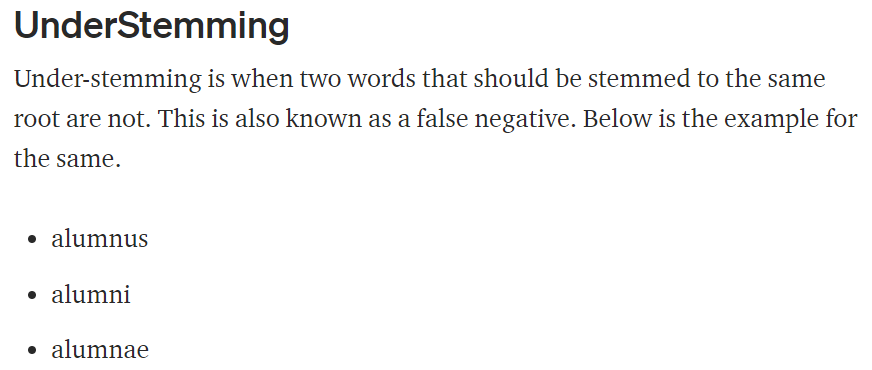 UnderStemming
Under-stemming is when two words that should be stemmed to the same
root are not. This is also known as a false negative. Below is the example for
the same.
• alumnus
• alumni
• alumnae